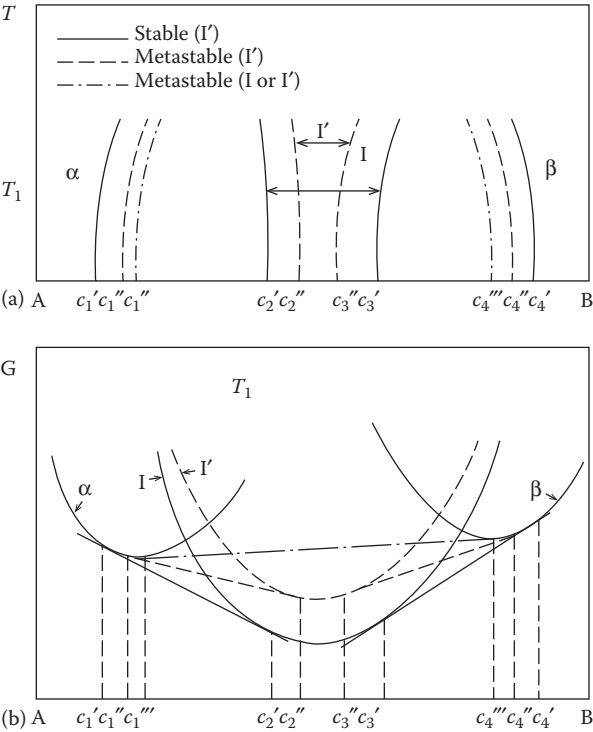 T
Stable (I′)
Metastable (I′)
Metastable (I or I′)
I′
I
α
β
T₁
(a) A c₁′c₁″c₁‴ c₂′c₂″ c₃″c₃′ c₄‴c₄″c₄′ B
G
T₁
I
I′
α
β
(b) A c₁′c₁″c₁‴′ c₂′c₂″ c₃″c₃′ c₄‴c₄″c₄′ B